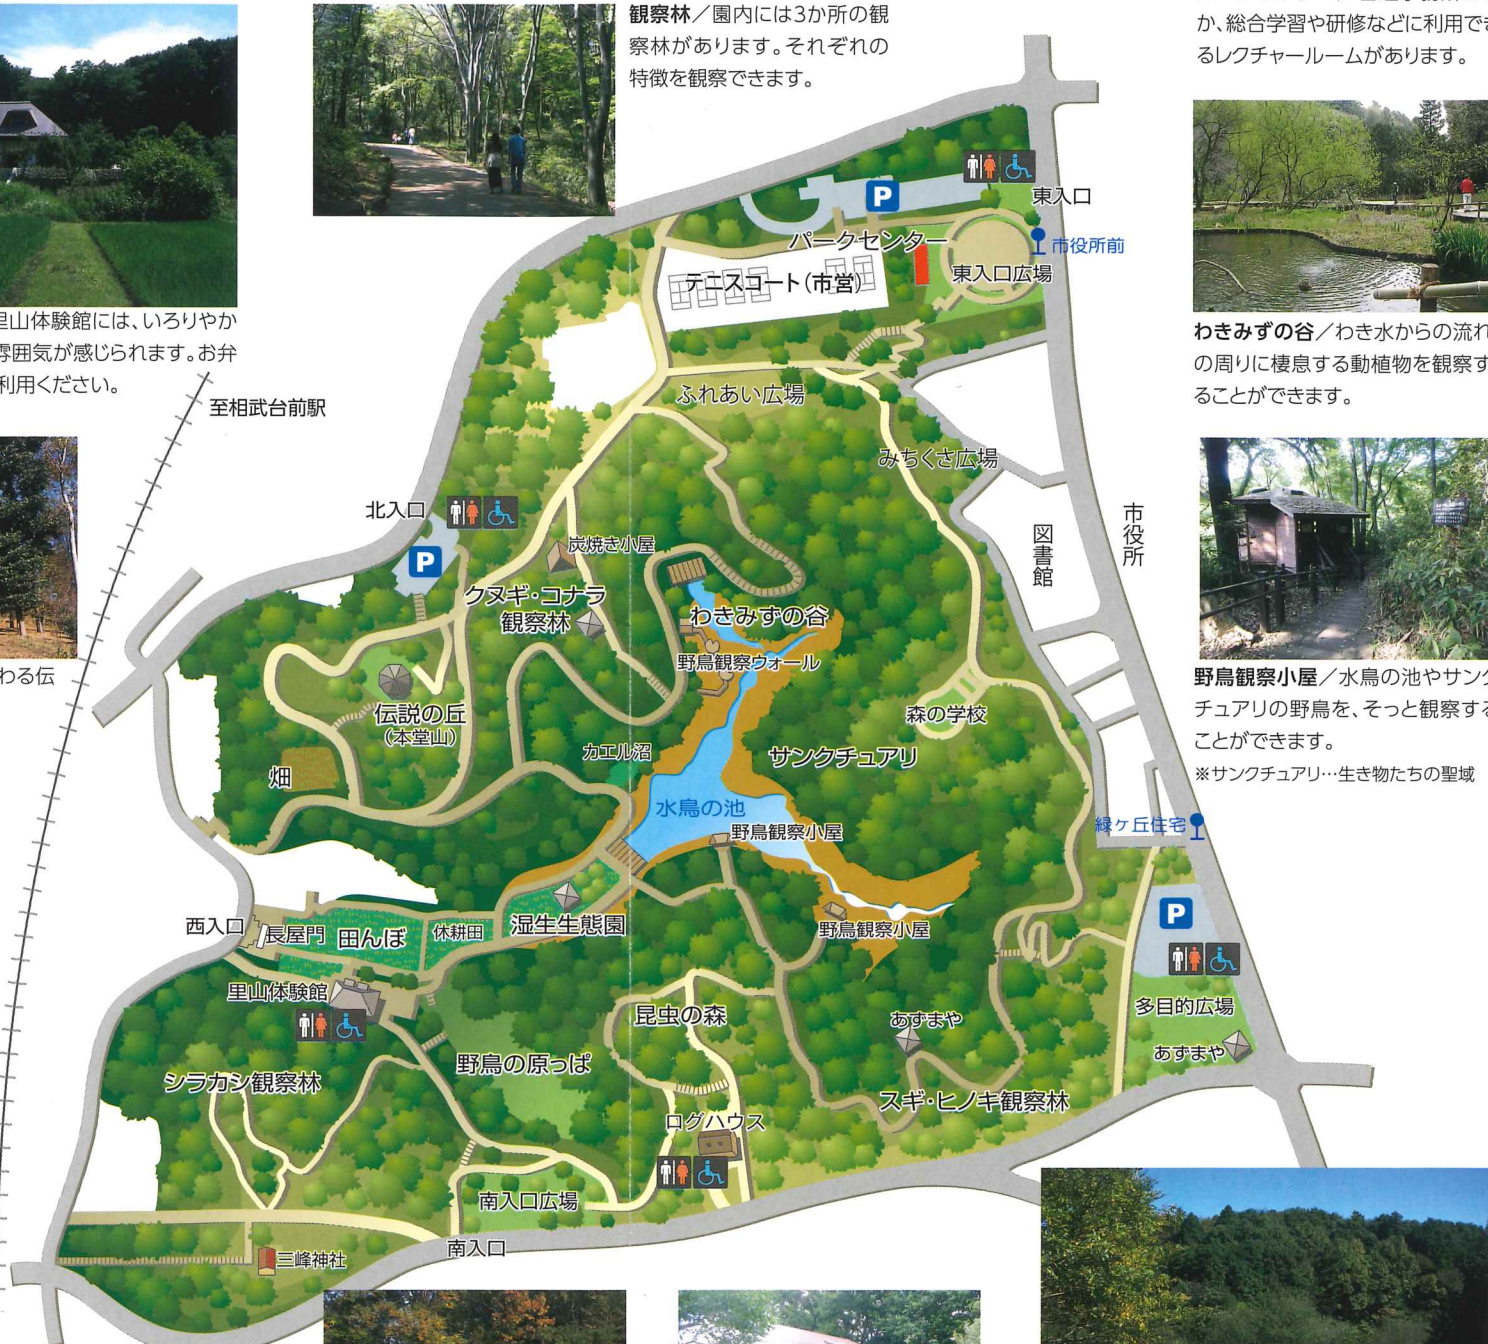 観察林／園内には3か所の観
察林があります。それぞれの
特徴を観察できます。
か、総合学習や研修などに利用でき
るレクチャールームがあります。
わきみずの谷／わき水からの流れ
の周りに棲息する動植物を観察す
ることができます。
野鳥観察小屋／水鳥の池やサンク
チュアリの野鳥を、そっと観察する
ことができます。
※サンクチュアリ…生き物たちの聖域
里山体験館には、いろりやか
雰囲気が感じられます。お弁
利用ください。
わる伝
至相武台前駅
P
東入口
市役所前
パークセンター
東入口広場
テニスコート(市営)
ふれあい広場
みちくさ広場
北入口
P
炭焼き小屋
クヌギ・コナラ
観察林
図書館
市役所
わきみずの谷
野鳥観察ウォール
伝説の丘
(本堂山)
森の学校
カエル沼
サンクチュアリ
畑
水鳥の池
野鳥観察小屋
緑ヶ丘住宅
西入口
長屋門
田んぼ
休耕田
湿生生態園
野鳥観察小屋
P
里山体験館
昆虫の森
あずまや
多目的広場
あずまや
野鳥の原っぱ
シラカシ観察林
スギ・ヒノキ観察林
ログハウス
南入口広場
南入口
三峰神社